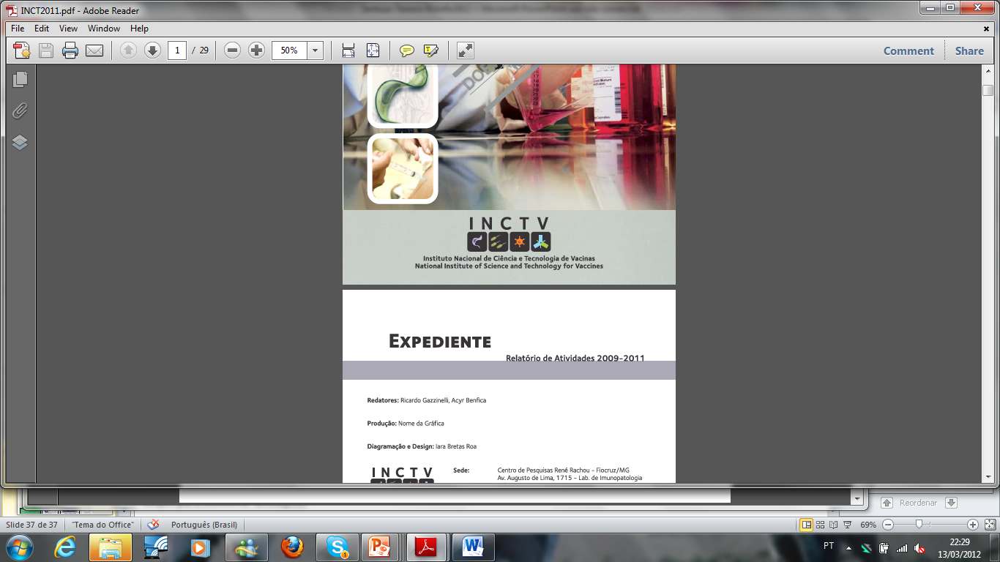 INCT2011.pdf - Adobe Reader
File Edit View Window Help
1 / 29 50% Comment Share
INCTV
Instituto Nacional de Ciência e Tecnologia de Vacinas
National Institute of Science and Technology for Vaccines
EXPEDIENTE
Relatório de Atividades 2009-2011
Redatores: Ricardo Gazzinelli, Acyr Benfica
Produção: Nome da Gráfica
Diagramação e Design: Iara Bretas Roa
INCTV Sede: Centro de Pesquisas René Rachou - Fiocruz/MG
Av. Augusto de Lima, 1715 - Lab. de Imunopatologia
Reordenar
Slide 37 de 37 "Tema do Office" Português (Brasil) 69%
PT 22:29
13/03/2012